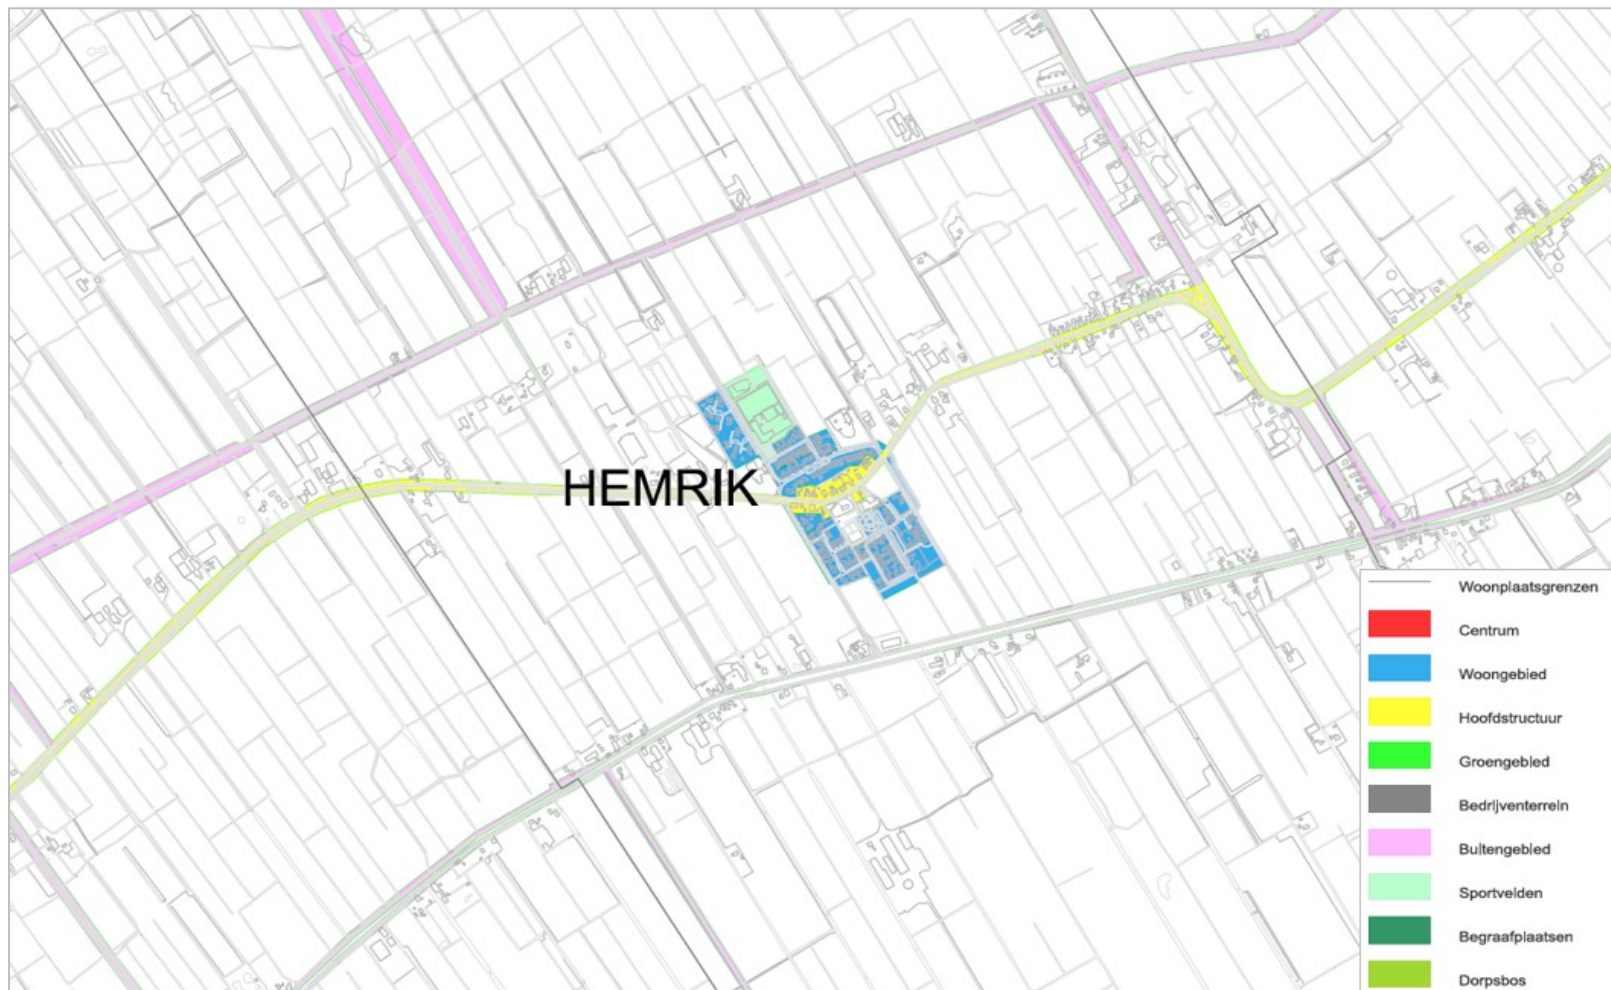 HEMRIK
Woonplaatsgrenzen
Centrum
Woongebied
Hoofdstructuur
Groengebied
Bedrijventerrein
Buitengebied
Sportvelden
Begraafplaatsen
Dorpsbos